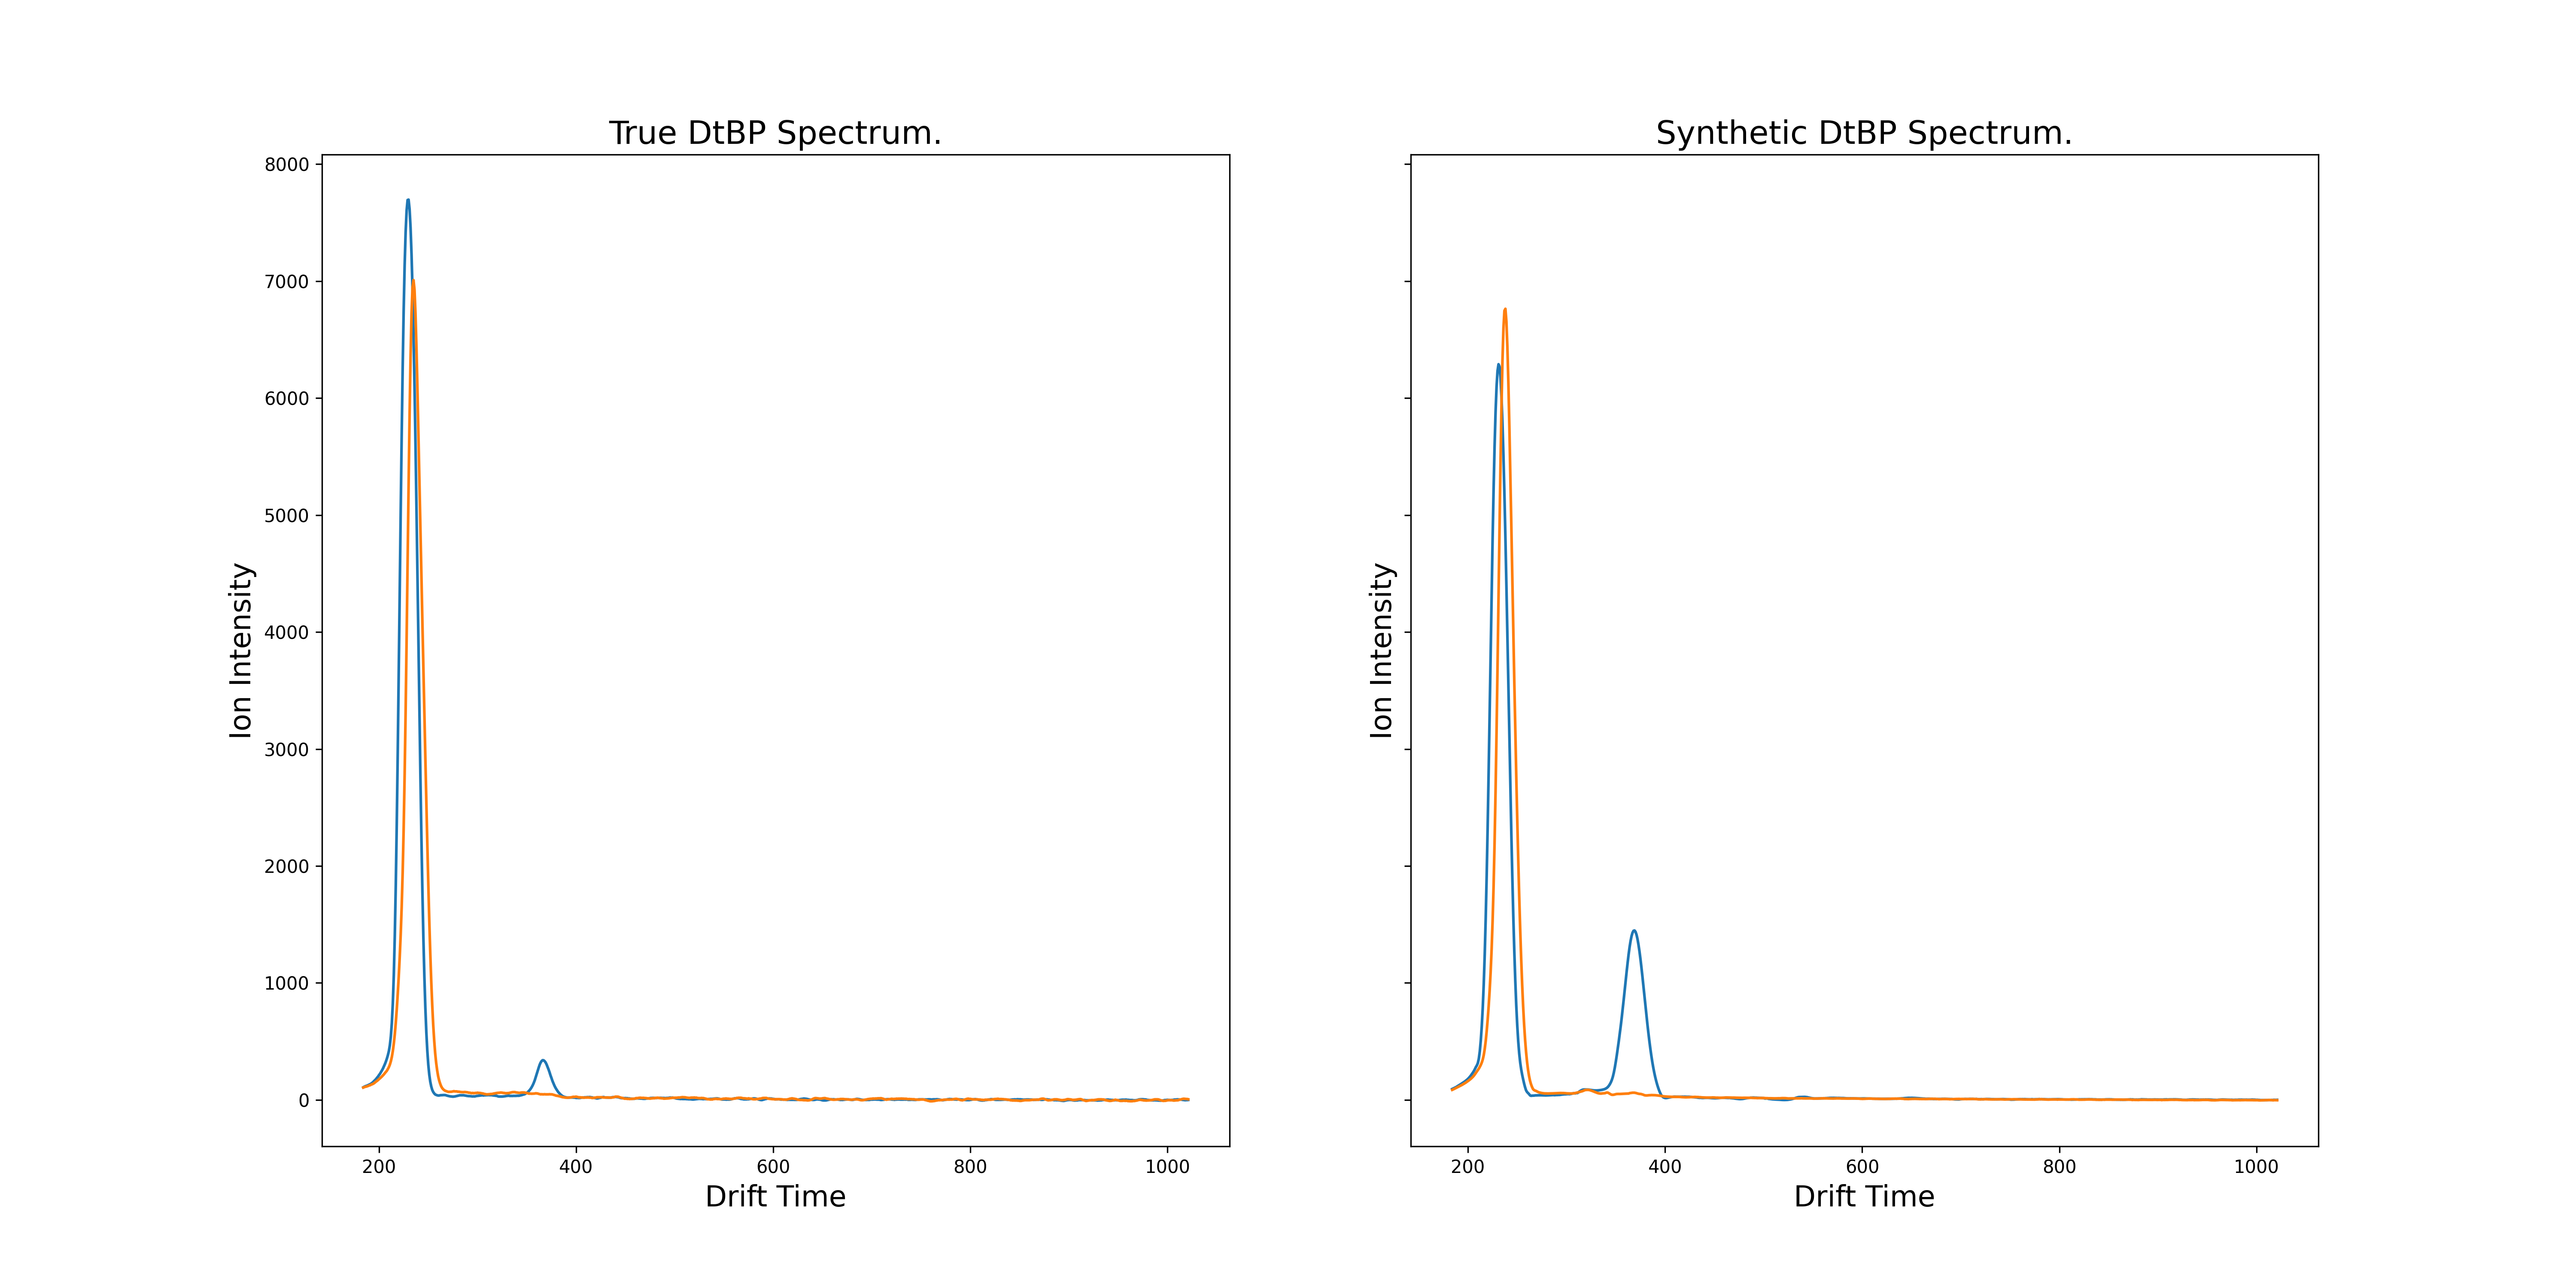 True DtBP Spectrum.
Synthetic DtBP Spectrum.
8000
7000
6000
5000
4000
3000
2000
1000
0
Ion Intensity
Ion Intensity
200 400 600 800 1000
200 400 600 800 1000
Drift Time
Drift Time